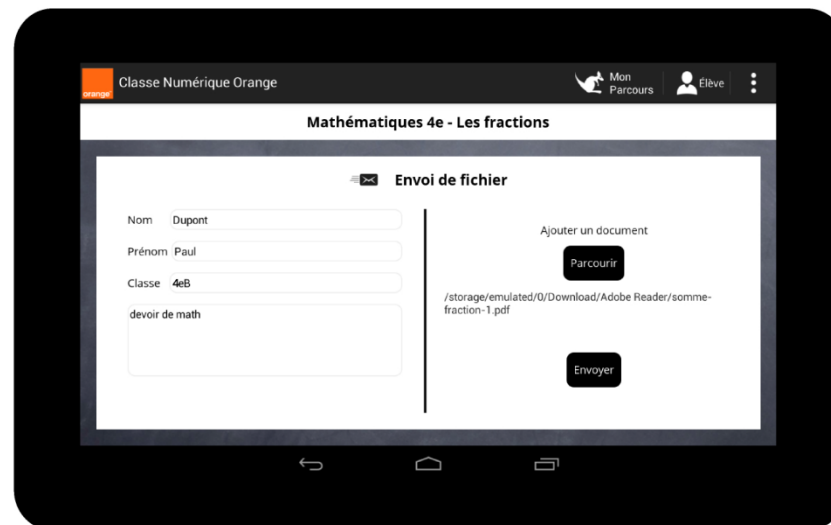 orange
Classe Numérique Orange
Mon
Parcours
Élève
Mathématiques 4e - Les fractions
Envoi de fichier
Nom Dupont
Prénom Paul
Classe 4eB
devoir de math
Ajouter un document
Parcourir
/storage/emulated/0/Download/Adobe Reader/somme-
fraction-1.pdf
Envoyer